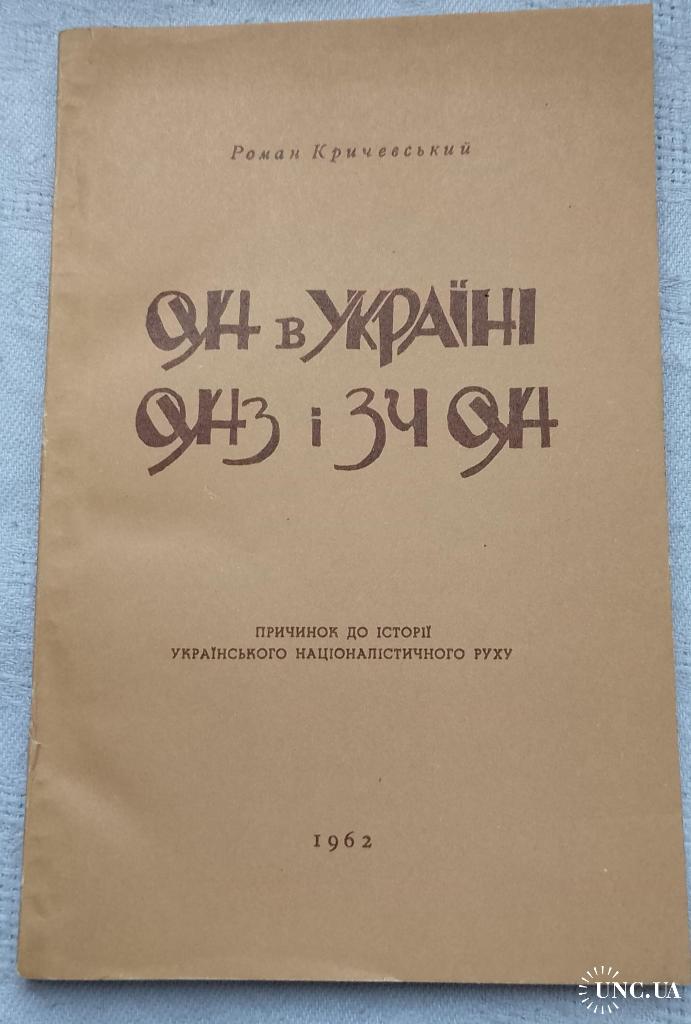 Роман Кричевський
ОУН в УКРАЇНІ
ОУНЗ і ЗЧ ОУН
ПРИЧИНОК ДО ІСТОРІЇ
УКРАЇНСЬКОГО НАЦІОНАЛІСТИЧНОГО РУХУ
1962
UNC.UA